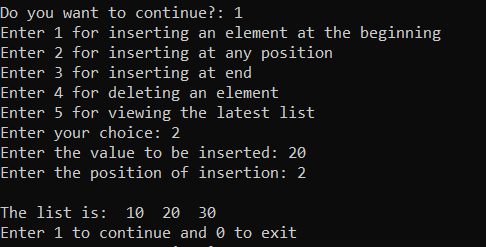 Do you want to continue?: 1
Enter 1 for inserting an element at the beginning
Enter 2 for inserting at any position
Enter 3 for inserting at end
Enter 4 for deleting an element
Enter 5 for viewing the latest list
Enter your choice: 2
Enter the value to be inserted: 20
Enter the position of insertion: 2
The list is:  10  20  30
Enter 1 to continue and 0 to exit